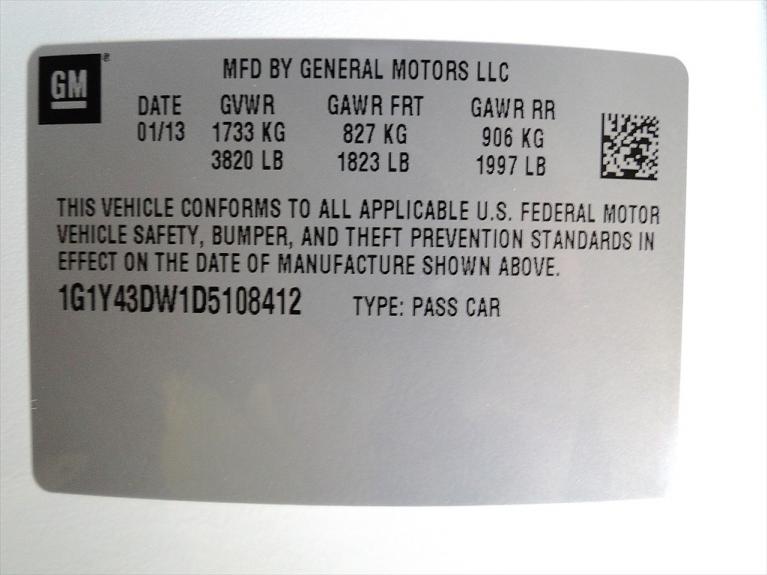 GM®
MFD BY GENERAL MOTORS LLC
DATE GVWR GAWR FRT GAWR RR
01/13 1733 KG 827 KG 906 KG
3820 LB 1823 LB 1997 LB
THIS VEHICLE CONFORMS TO ALL APPLICABLE U.S. FEDERAL MOTOR
VEHICLE SAFETY, BUMPER, AND THEFT PREVENTION STANDARDS IN
EFFECT ON THE DATE OF MANUFACTURE SHOWN ABOVE.
1G1Y43DW1D5108412 TYPE: PASS CAR